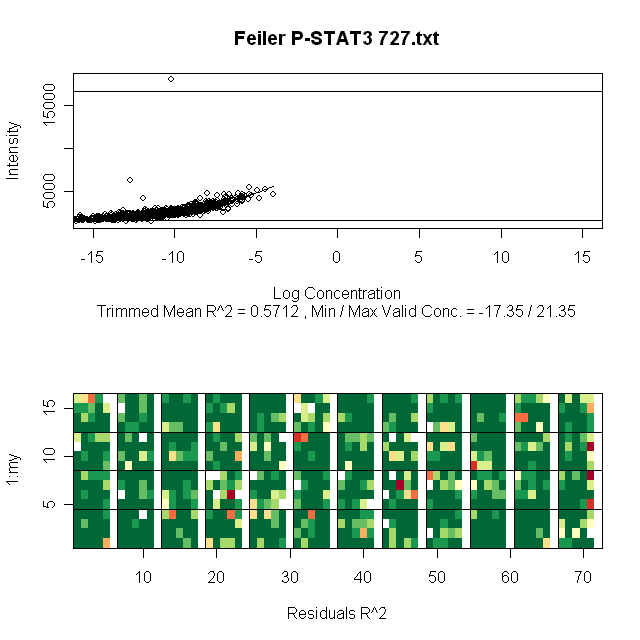 Feiler P-STAT3 727.txt
Intensity
15000
5000
-15 -10 -5 0 5 10 15
Log Concentration
Trimmed Mean R^2 = 0.5712 , Min / Max Valid Conc. = -17.35 / 21.35
1:my
15
10
5
10 20 30 40 50 60 70
Residuals R^2